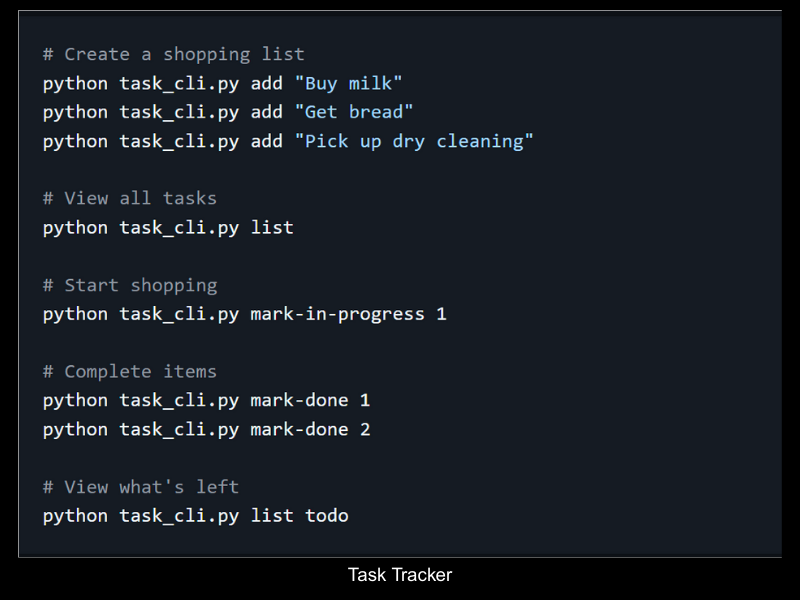 # Create a shopping list
python task_cli.py add "Buy milk"
python task_cli.py add "Get bread"
python task_cli.py add "Pick up dry cleaning"
# View all tasks
python task_cli.py list
# Start shopping
python task_cli.py mark-in-progress 1
# Complete items
python task_cli.py mark-done 1
python task_cli.py mark-done 2
# View what's left
python task_cli.py list todo
Task Tracker